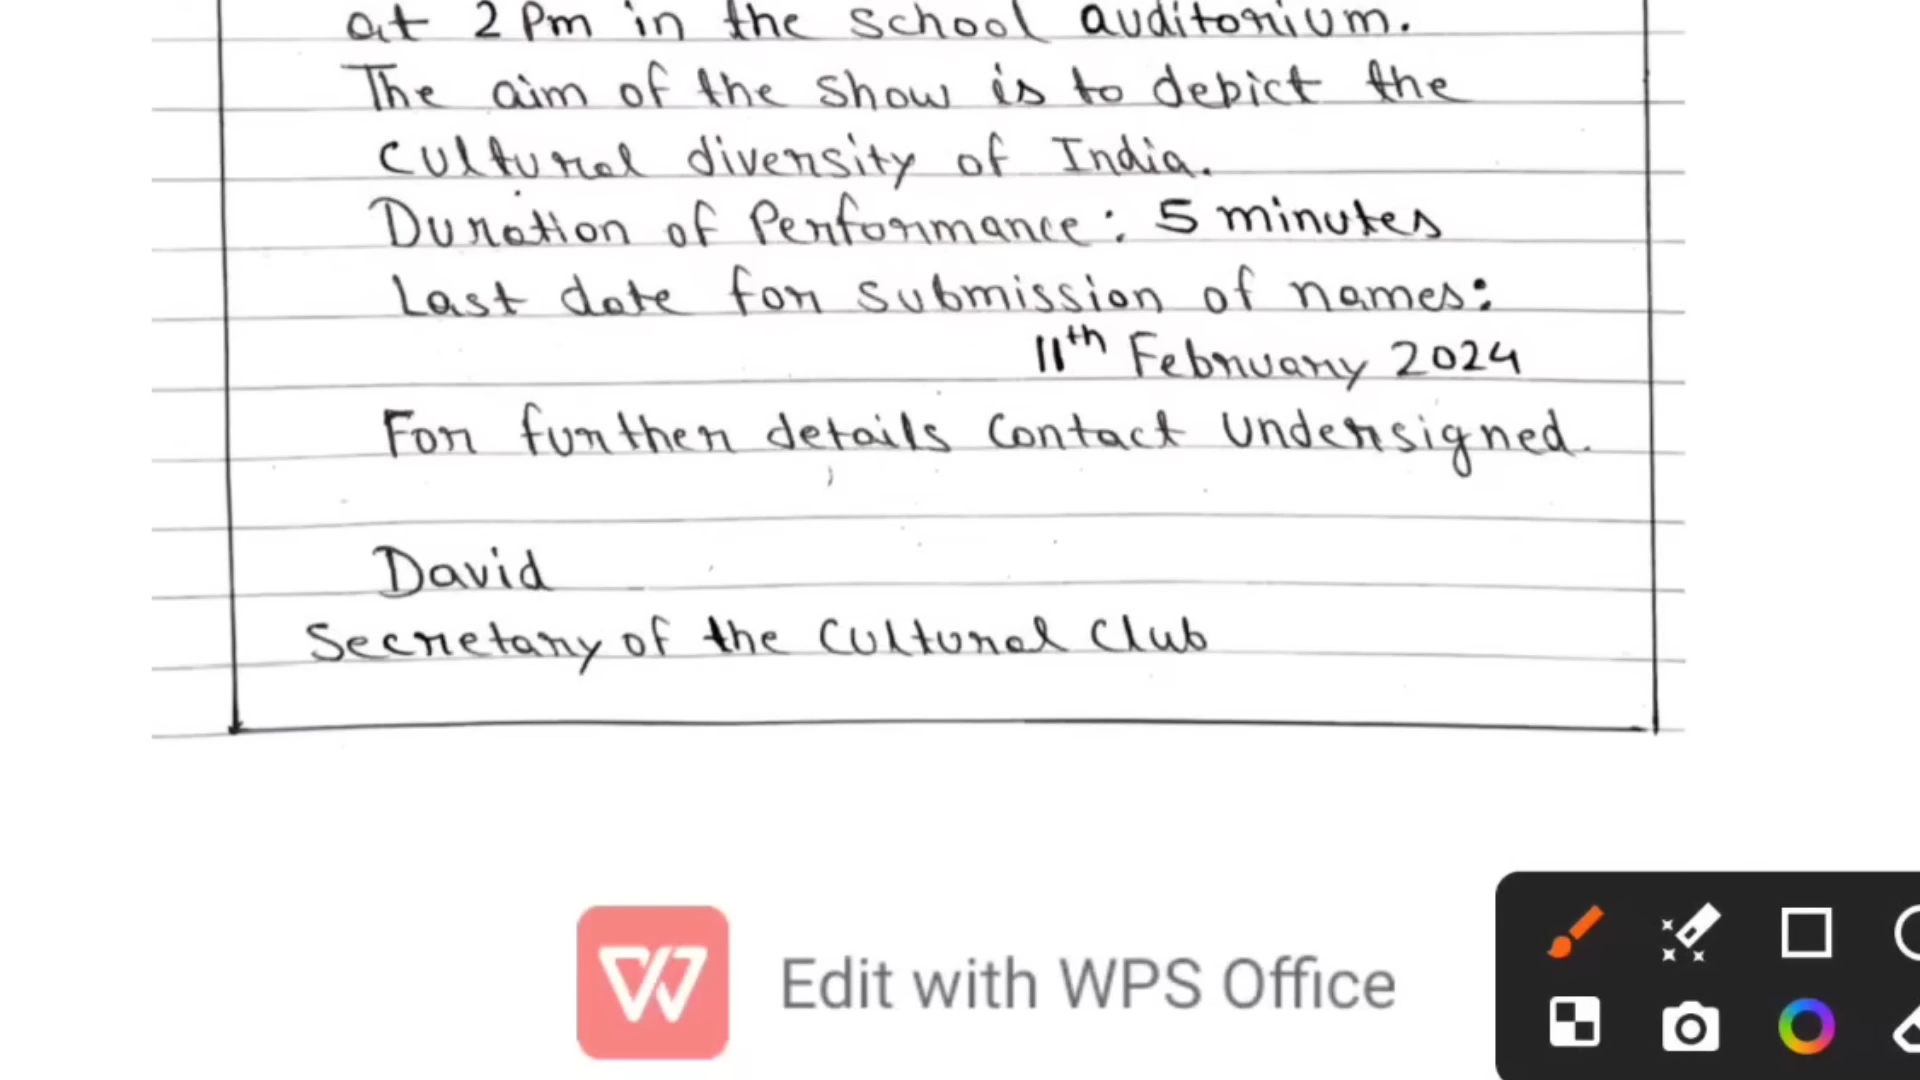 at 2 Pm in the school auditorium.
The aim of the show is to depict the
cultural diversity of India.
Duration of Performance: 5 minutes
Last date for submission of names:
11th February 2024
For further details contact undersigned.
David
Secretary of the Cultural Club
Edit with WPS Office